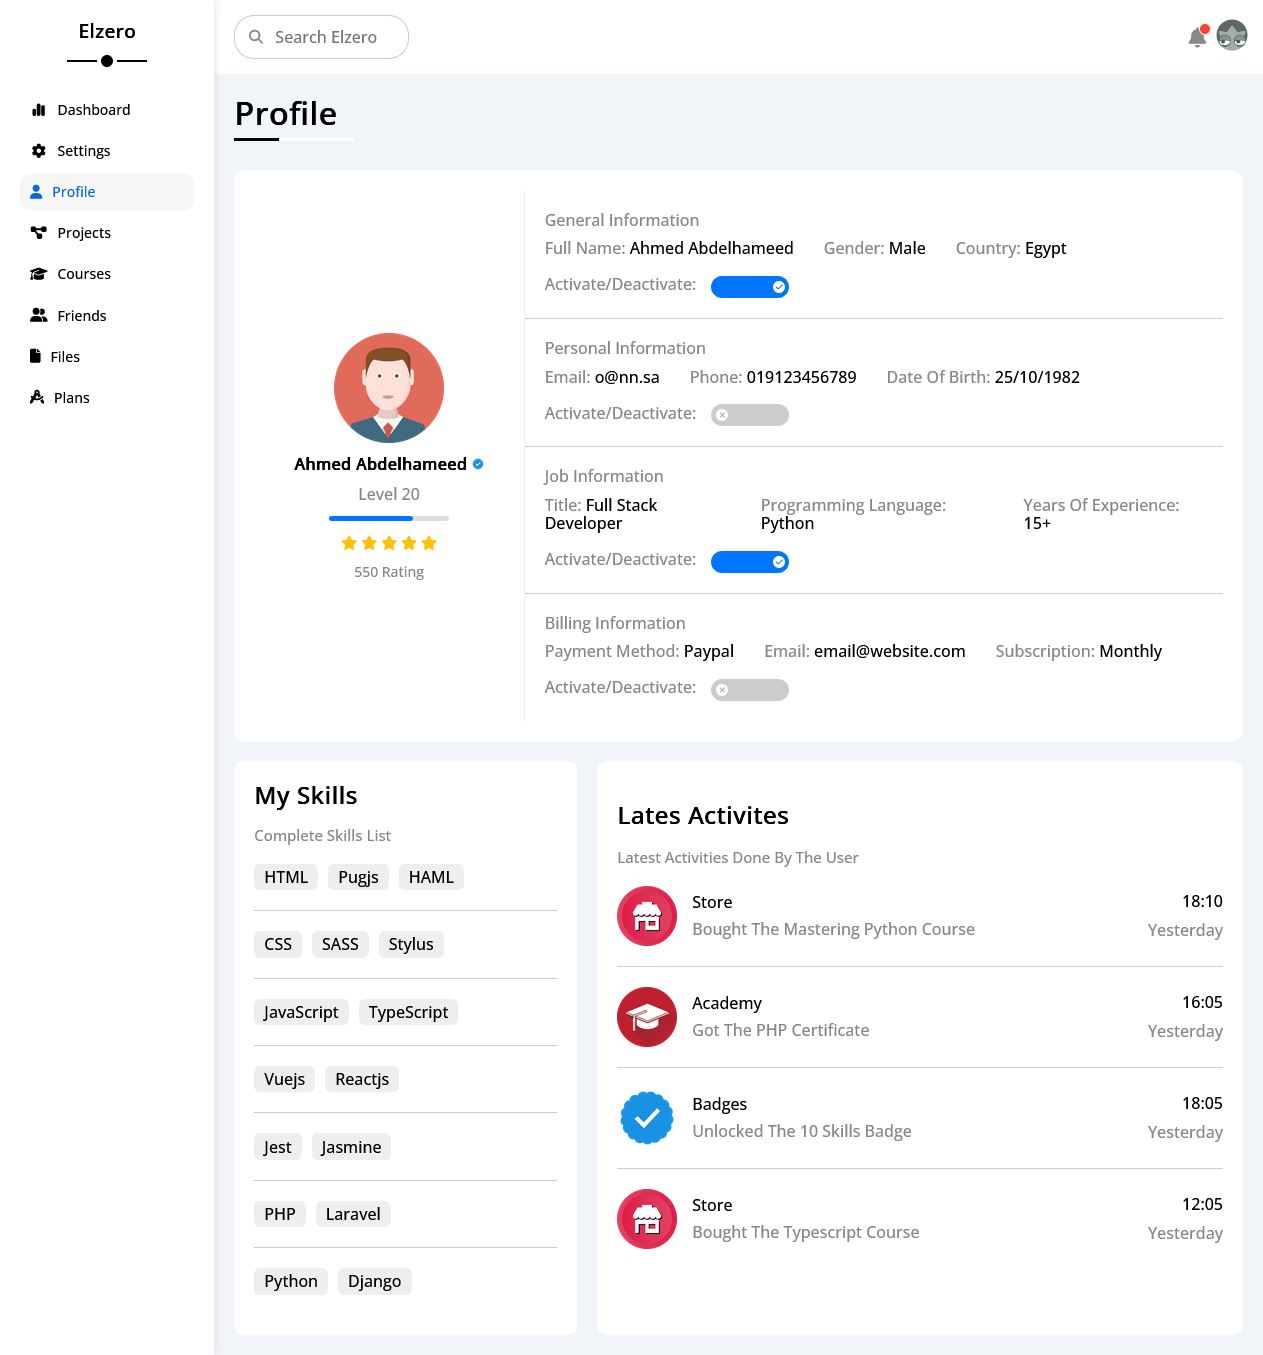 Elzero
Dashboard
Settings
Profile
Projects
Courses
Friends
Files
Plans
Search Elzero
Profile
Ahmed Abdelhameed
Level 20
550 Rating
General Information
Full Name: Ahmed Abdelhameed Gender: Male Country: Egypt
Activate/Deactivate:
Personal Information
Email: o@nn.sa Phone: 019123456789 Date Of Birth: 25/10/1982
Activate/Deactivate:
Job Information
Title: Full Stack Programming Language: Years Of Experience:
Developer Python 15+
Activate/Deactivate:
Billing Information
Payment Method: Paypal Email: email@website.com Subscription: Monthly
Activate/Deactivate:
My Skills
Complete Skills List
HTML Pugjs HAML
CSS SASS Stylus
JavaScript TypeScript
Vuejs Reactjs
Jest Jasmine
PHP Laravel
Python Django
Lates Activites
Latest Activities Done By The User
Store 18:10
Bought The Mastering Python Course Yesterday
Academy 16:05
Got The PHP Certificate Yesterday
Badges 18:05
Unlocked The 10 Skills Badge Yesterday
Store 12:05
Bought The Typescript Course Yesterday